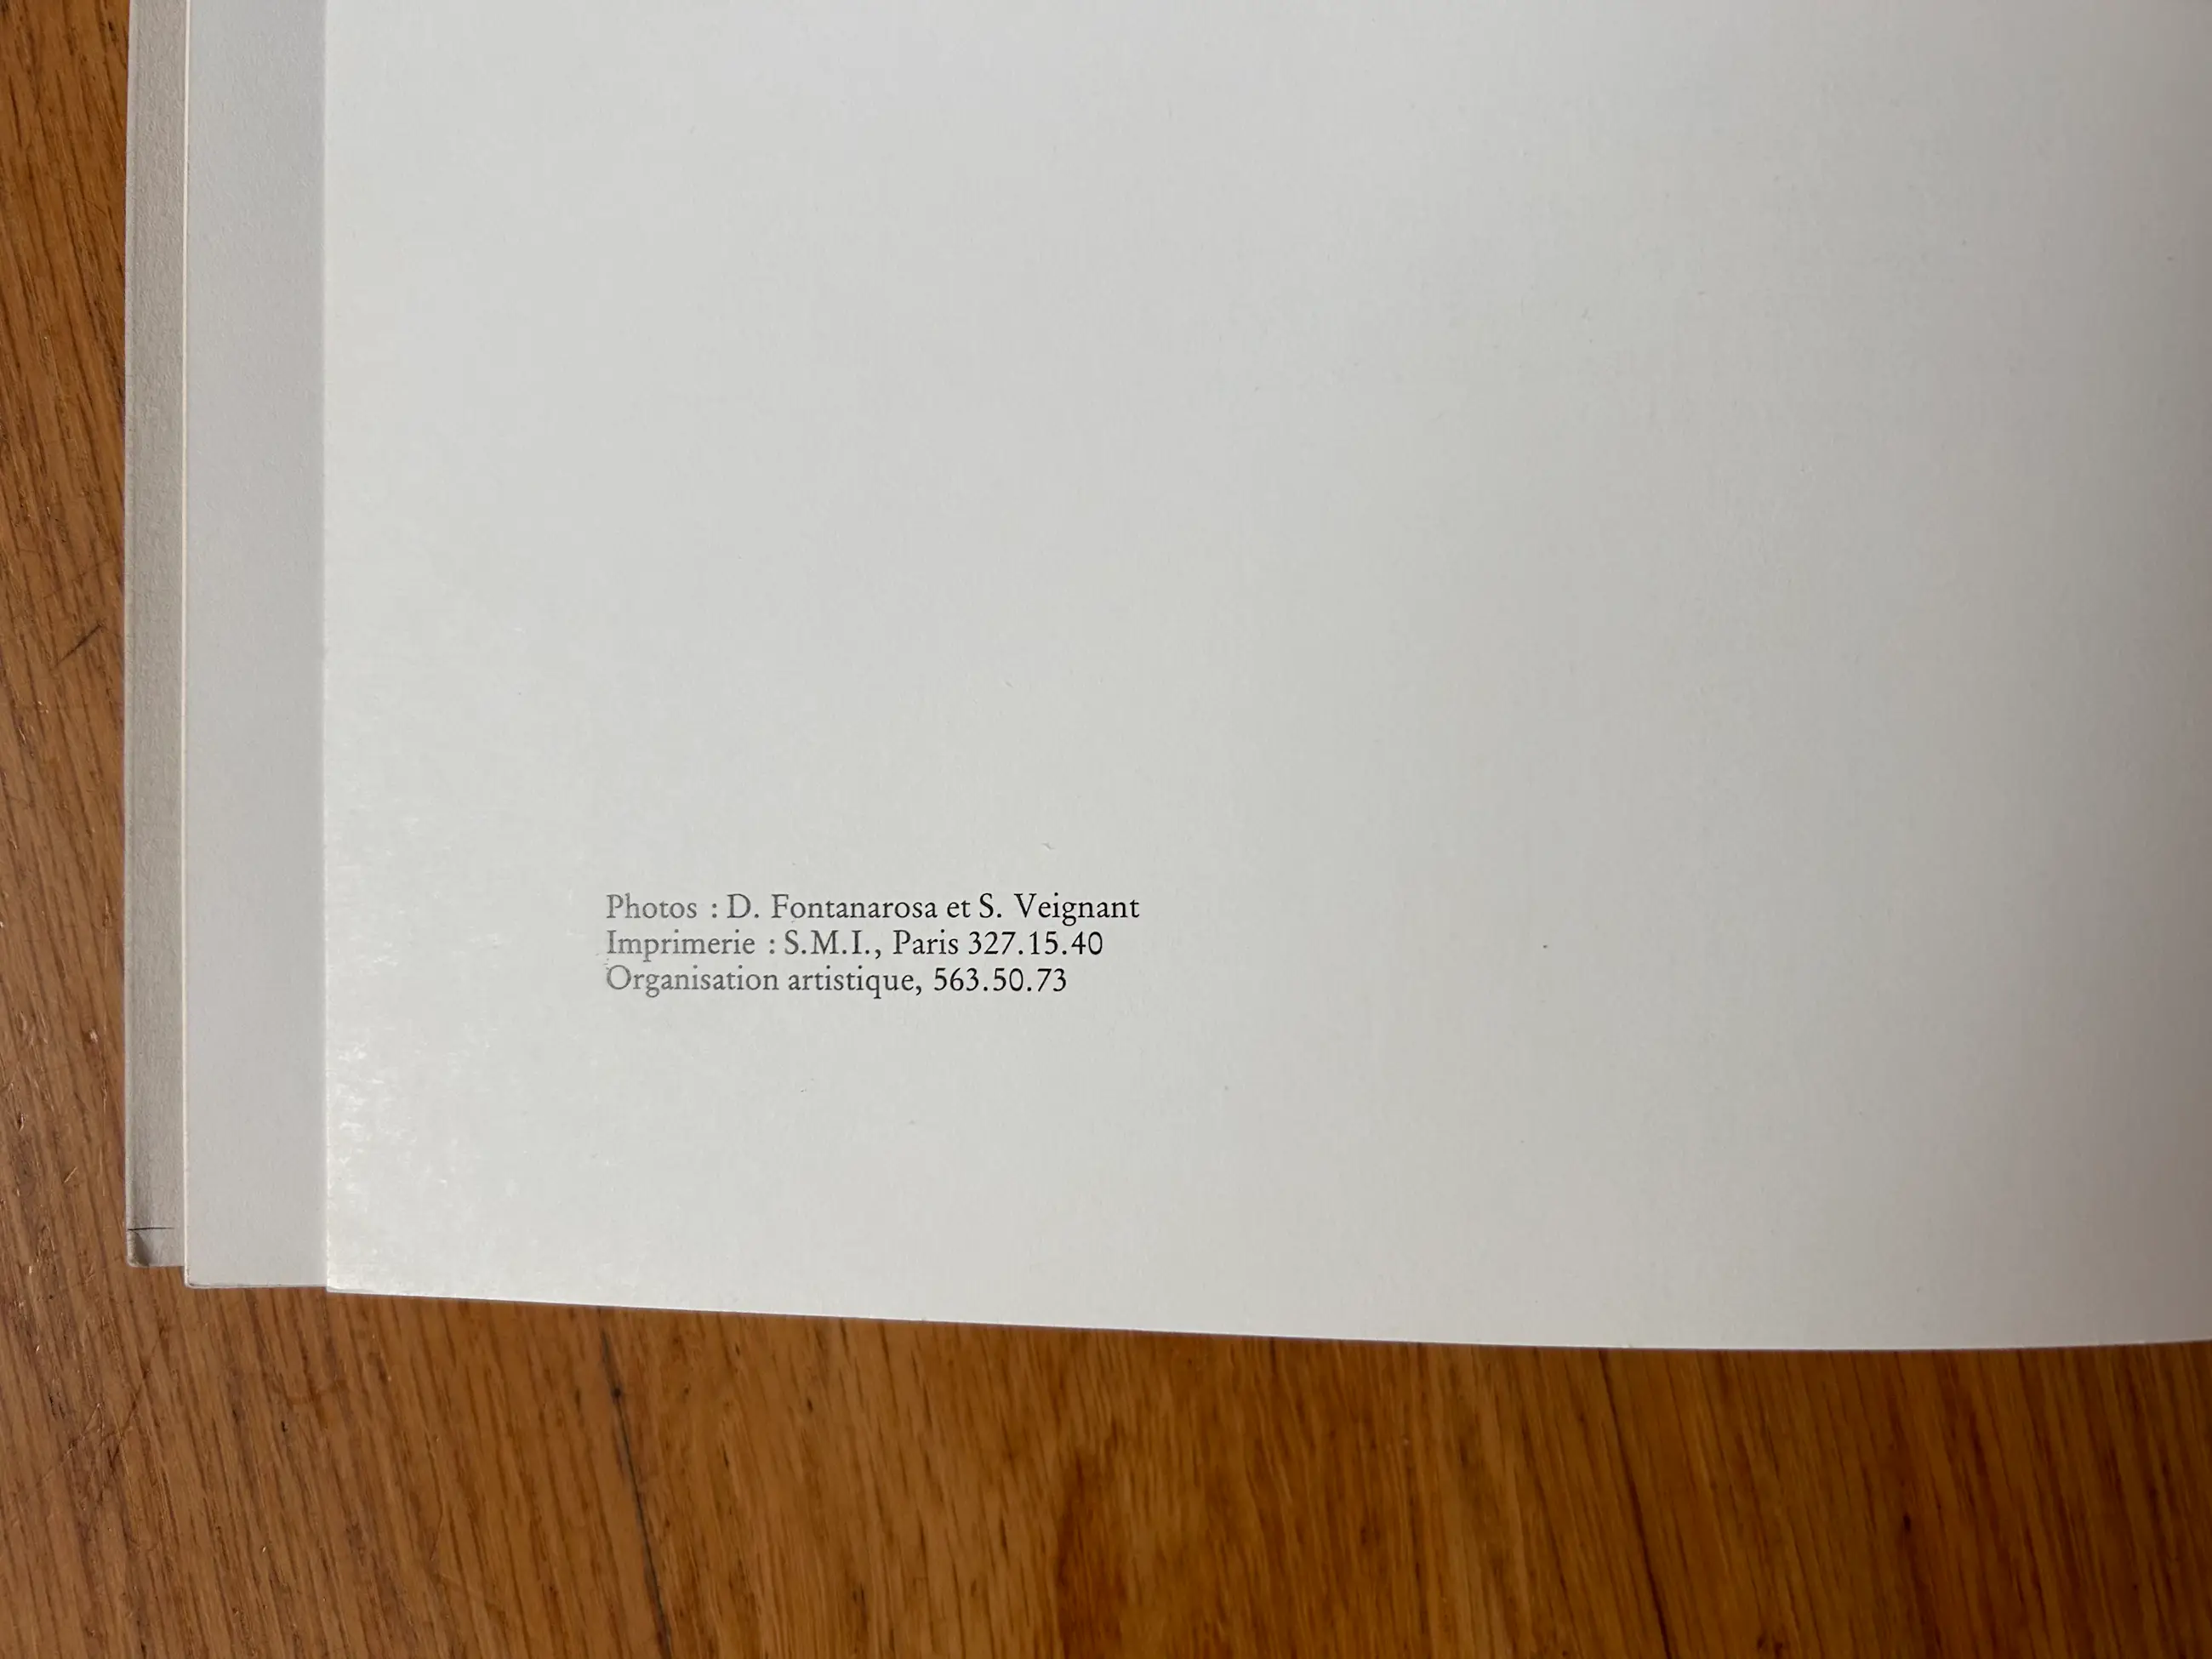 Photos : D. Fontanarosa et S. Veignant
Imprimerie : S.M.I., Paris 327.15.40
Organisation artistique, 563.50.73